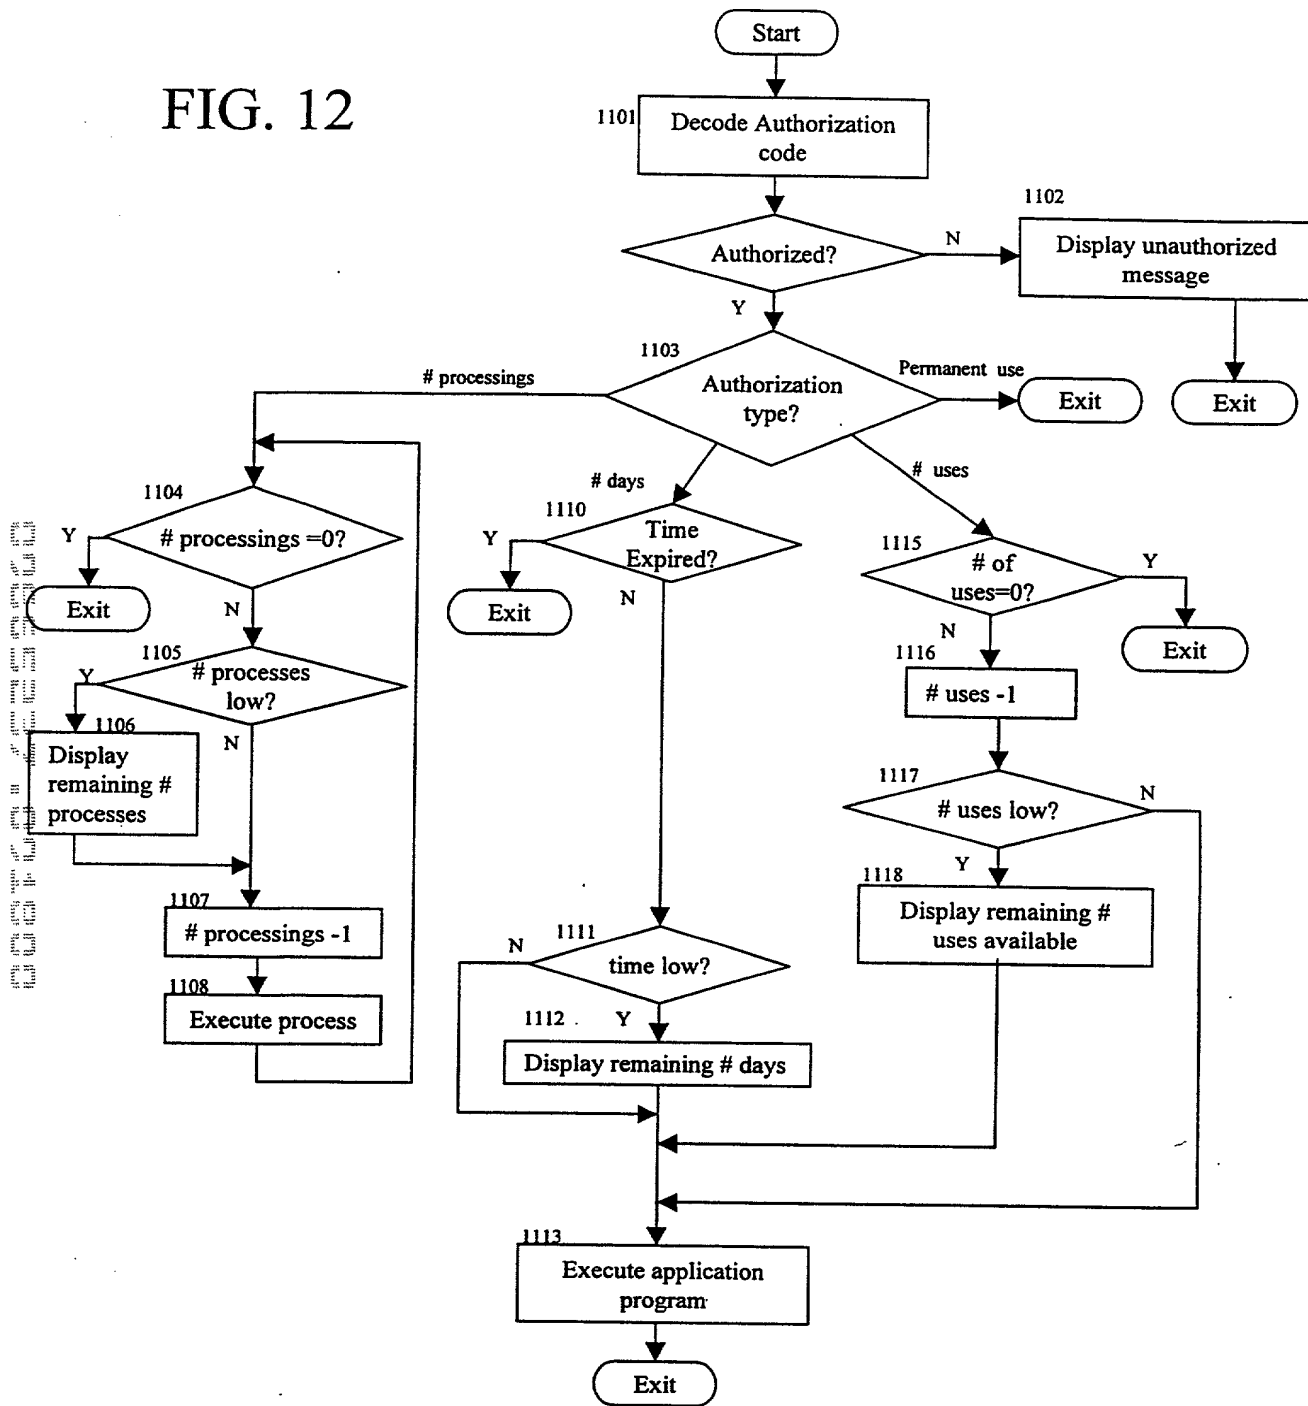 Start
FIG. 12
1101
Decode Authorization
code
1102
Authorized?
N
Display unauthorized
message
Y
1103
# processings
Authorization
type?
Permanent use
Exit
Exit
# days
# uses
1104
Y
# processings =0?
Exit
N
1110
Y
Time
Expired?
Exit
N
1115
# of
uses=0?
Y
Exit
N
1105
Y
# processes
low?
N
1106
Display
remaining #
processes
1116
# uses -1
1117
# uses low?
N
Y
1107
# processings -1
1108
Execute process
1118
Display remaining #
uses available
1111
N
time low?
Y
1112
Display remaining # days
1113
Execute application
program
Exit